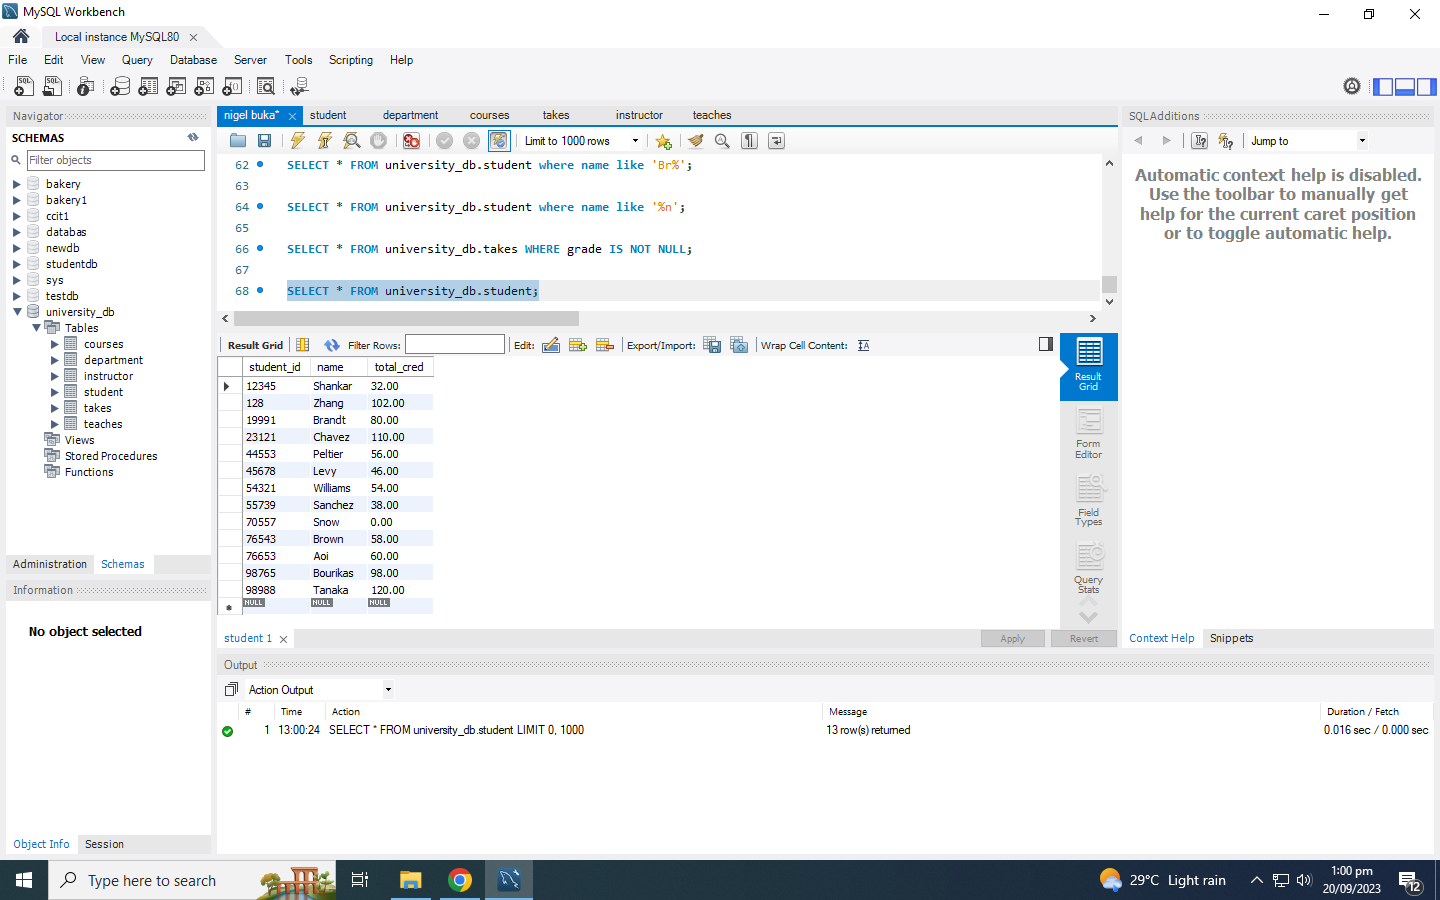 MySQL Workbench
Local instance MySQL80
File Edit View Query Database Server Tools Scripting Help
Navigator
SCHEMAS
Filter objects
bakery
bakery1
ccit1
databas
newdb
studentdb
sys
testdb
university_db
Tables
courses
department
instructor
student
takes
teaches
Views
Stored Procedures
Functions
Administration Schemas
Information
No object selected
Object Info Session
nigel buka* student department courses takes instructor teaches
Limit to 1000 rows
62 SELECT * FROM university_db.student where name like 'Br%';
63
64 SELECT * FROM university_db.student where name like '%n';
65
66 SELECT * FROM university_db.takes WHERE grade IS NOT NULL;
67
68 SELECT * FROM university_db.student;
Result Grid Filter Rows: Edit: Export/Import: Wrap Cell Content:
student_id name total_cred
12345 Shankar 32.00
128 Zhang 102.00
19991 Brandt 80.00
23121 Chavez 110.00
44553 Peltier 56.00
45678 Levy 46.00
54321 Williams 54.00
55739 Sanchez 38.00
70557 Snow 0.00
76543 Brown 58.00
76653 Aoi 60.00
98765 Bourikas 98.00
98988 Tanaka 120.00
NULL NULL NULL
Result
Grid
Form
Editor
Field
Types
Query
Stats
student 1
Apply Revert
SQLAdditions
Jump to
Automatic context help is disabled.
Use the toolbar to manually get
help for the current caret position
or to toggle automatic help.
Context Help Snippets
Output
Action Output
# Time Action Message Duration / Fetch
1 13:00:24 SELECT * FROM university_db.student LIMIT 0, 1000 13 row(s) returned 0.016 sec / 0.000 sec
Type here to search
29°C Light rain
1:00 pm
20/09/2023
12